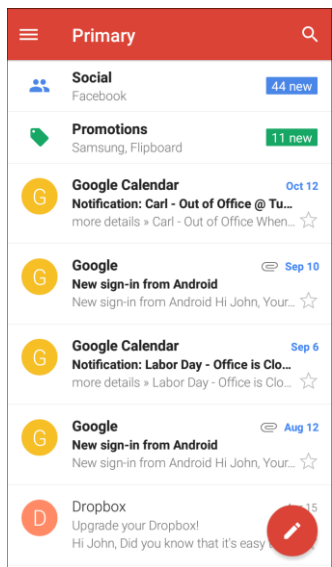 Primary
Social
Facebook
44 new
Promotions
Samsung, Flipboard
11 new
G
Google Calendar
Oct 12
Notification: Carl - Out of Office @ Tu...
more details » Carl - Out of Office When...
G
Google
Sep 10
New sign-in from Android
New sign-in from Android Hi John, Your...
G
Google Calendar
Sep 6
Notification: Labor Day - Office is Clo...
more details » Labor Day - Office is Clo...
G
Google
Aug 12
New sign-in from Android
New sign-in from Android Hi John, Your...
D
Dropbox
15
Upgrade your Dropbox!
Hi John, Did you know that it's easy